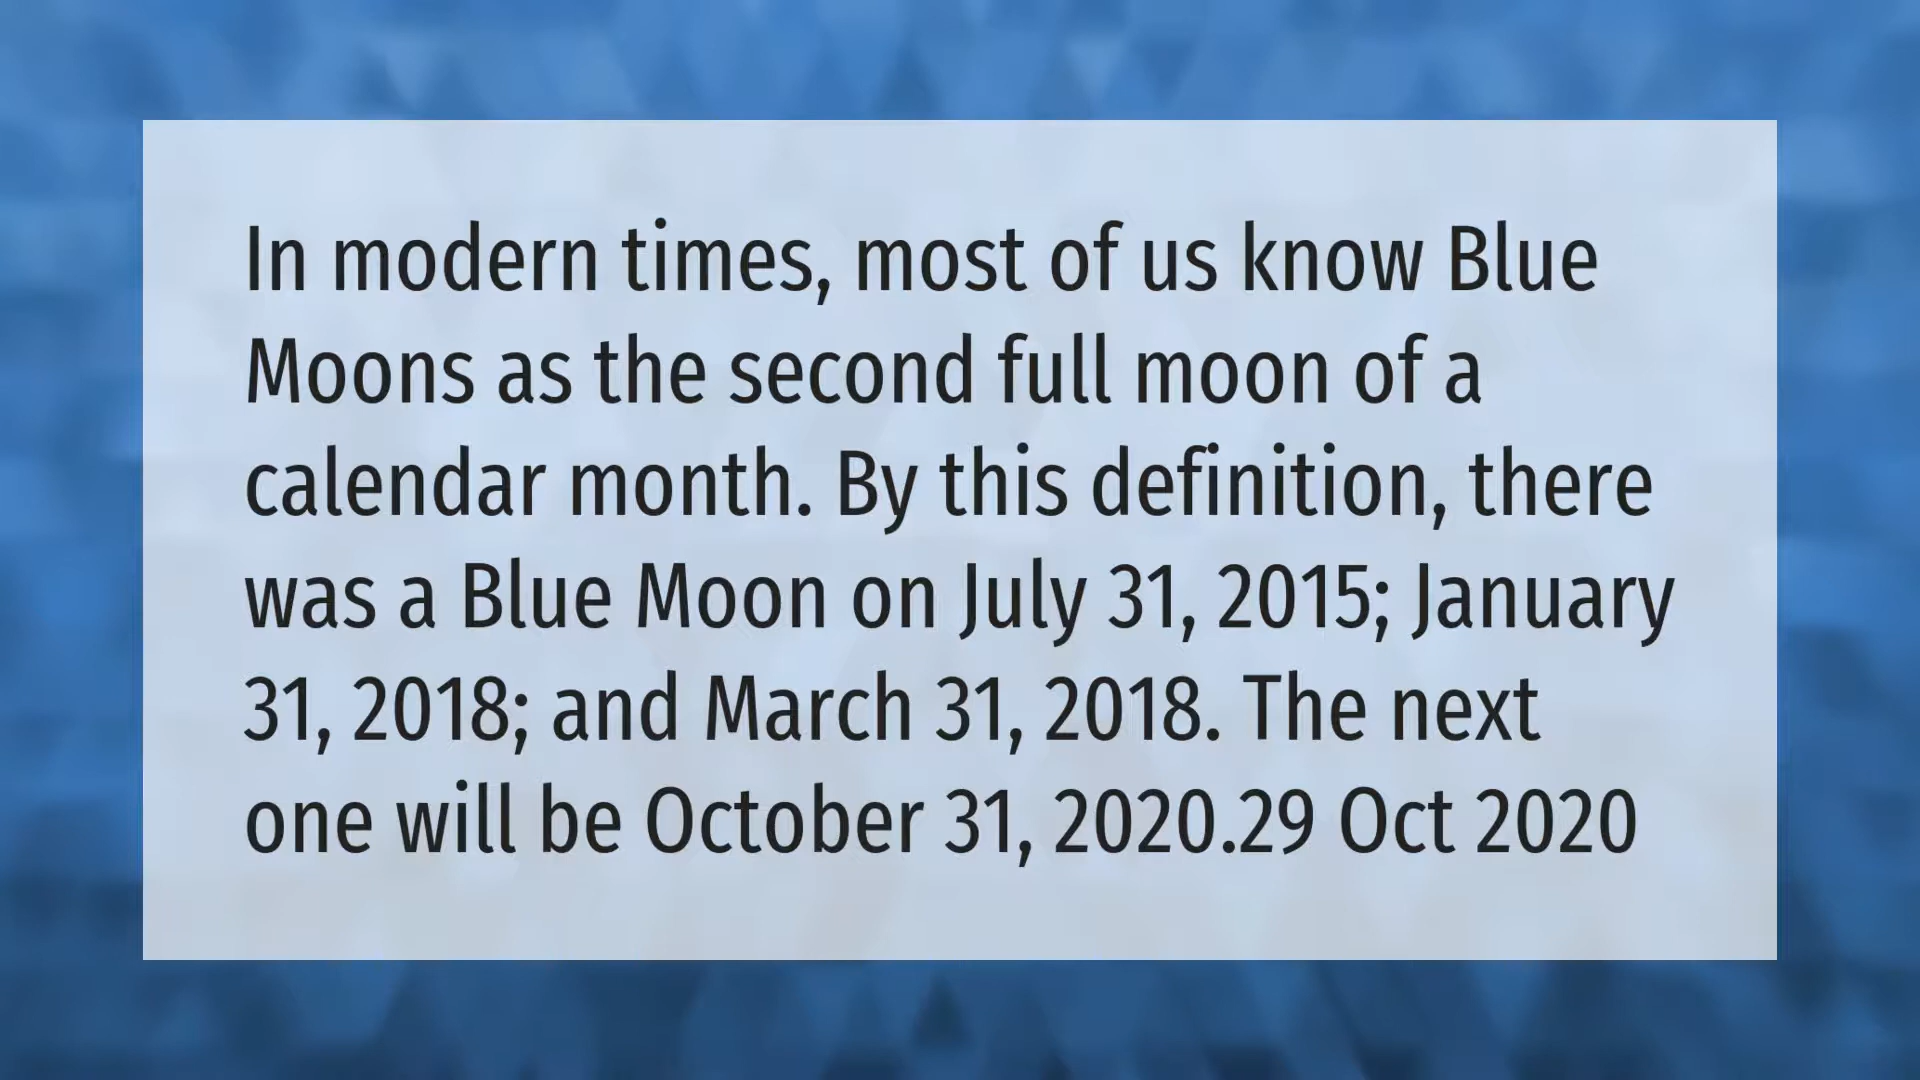 In modern times, most of us know Blue
Moons as the second full moon of a
calendar month. By this definition, there
was a Blue Moon on July 31, 2015; January
31, 2018; and March 31, 2018. The next
one will be October 31, 2020.29 Oct 2020